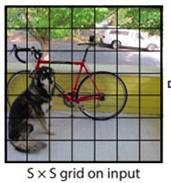 S × S grid on input